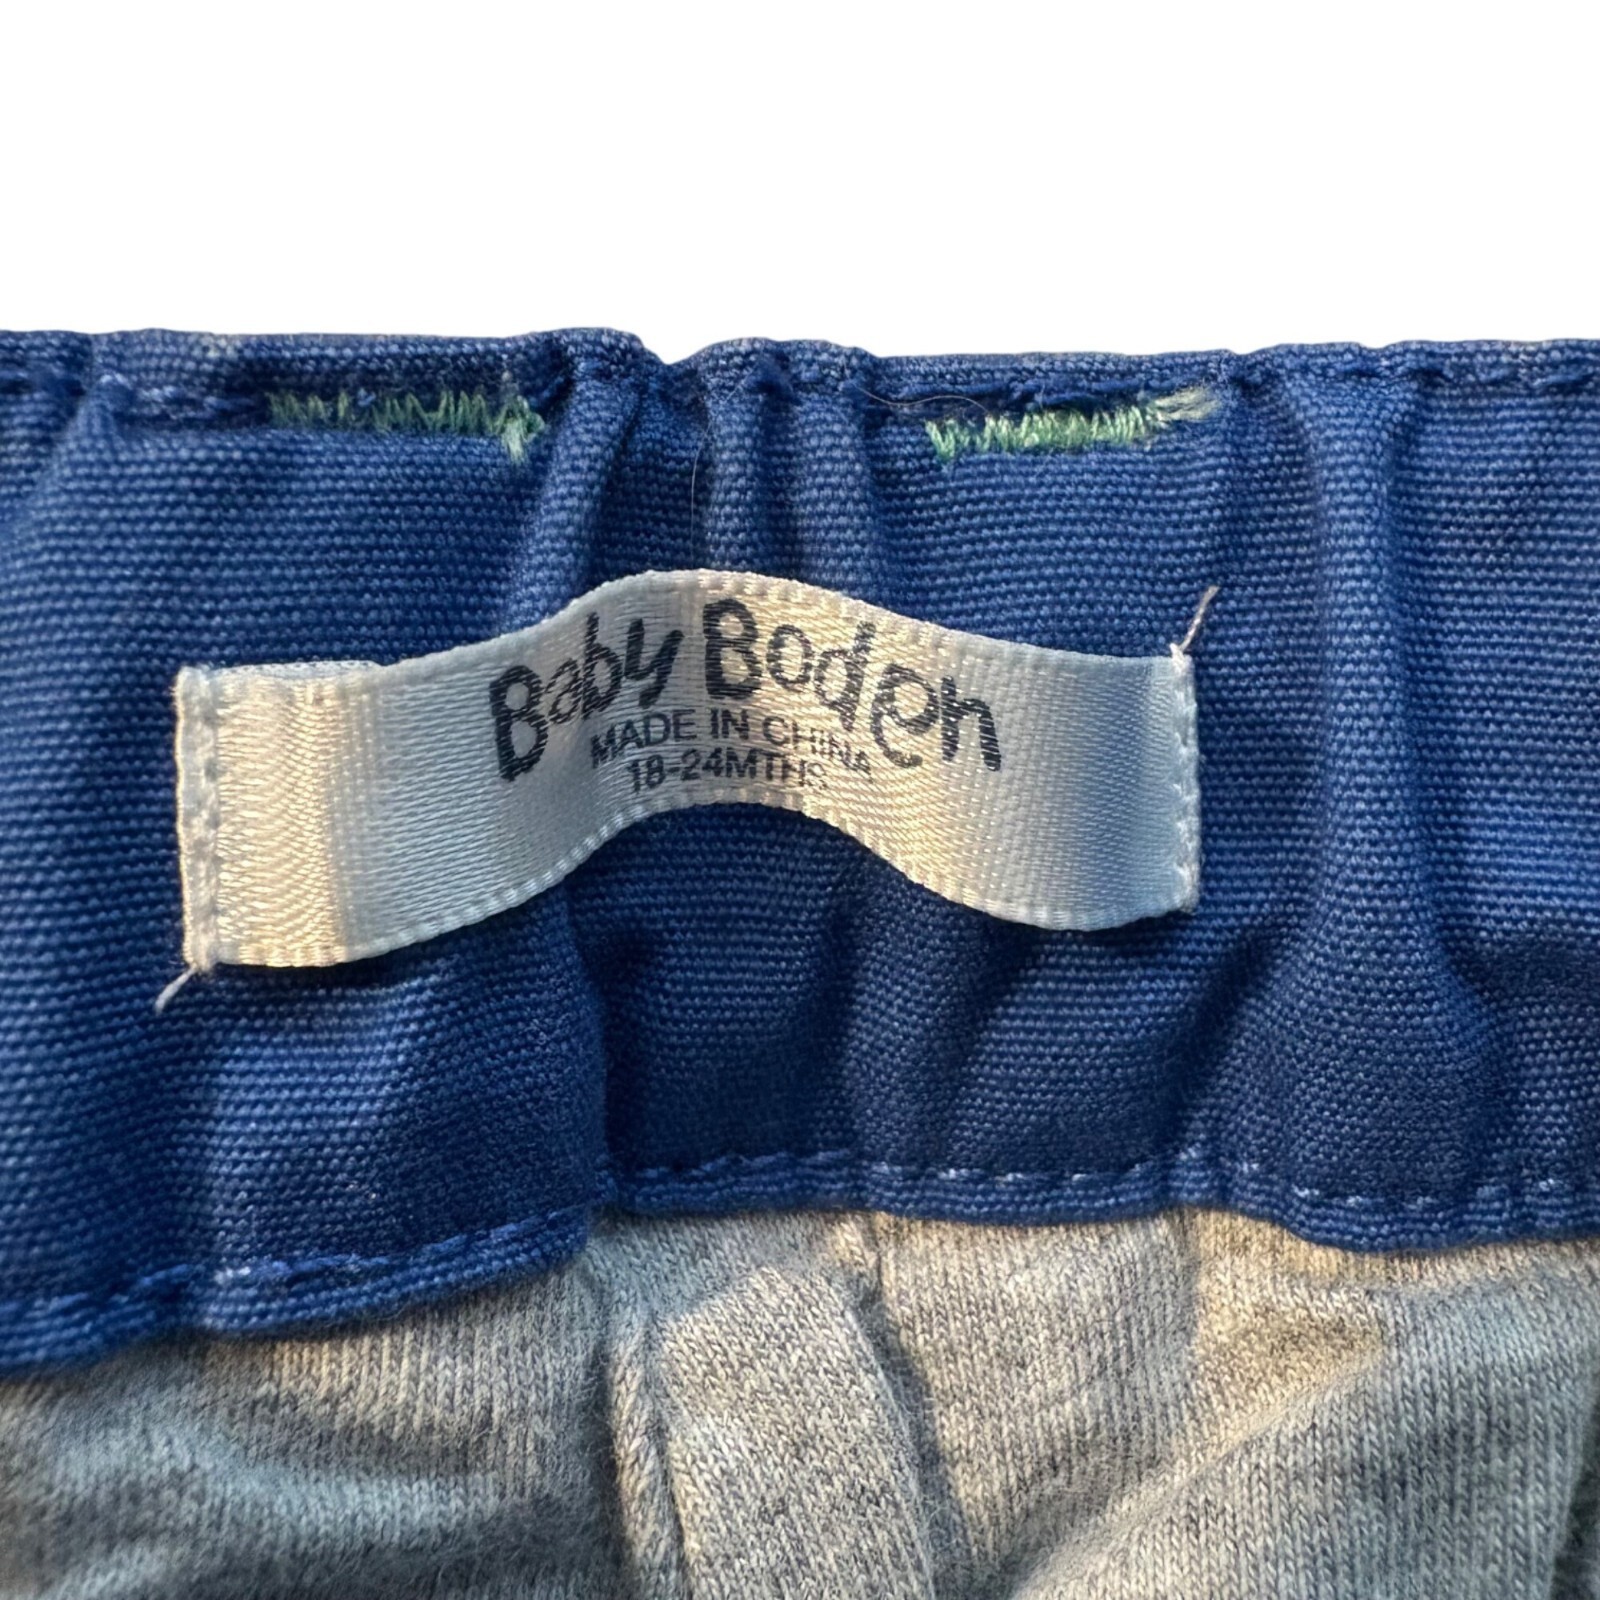 Baby Boden
MADE IN CHINA
18-24MTHS